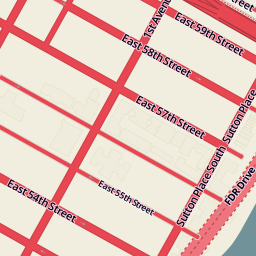 1st Avenue
East 59th Street
Street
East 58th Street
East 57th Street
Sutton Place
Sutton Place South
FDR Drive
East 55th Street
East 54th Street